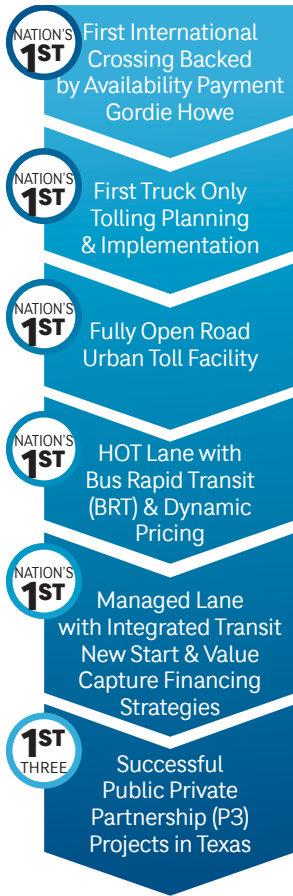 NATION'S
1ST
First International
Crossing Backed
by Availability Payment
Gordie Howe
NATION'S
1ST
First Truck Only
Tolling Planning
& Implementation
NATION'S
1ST
Fully Open Road
Urban Toll Facility
NATION'S
1ST
HOT Lane with
Bus Rapid Transit
(BRT) & Dynamic
Pricing
NATION'S
1ST
Managed Lane
with Integrated Transit
New Start & Value
Capture Financing
Strategies
1ST
THREE
Successful
Public Private
Partnership (P3)
Projects in Texas